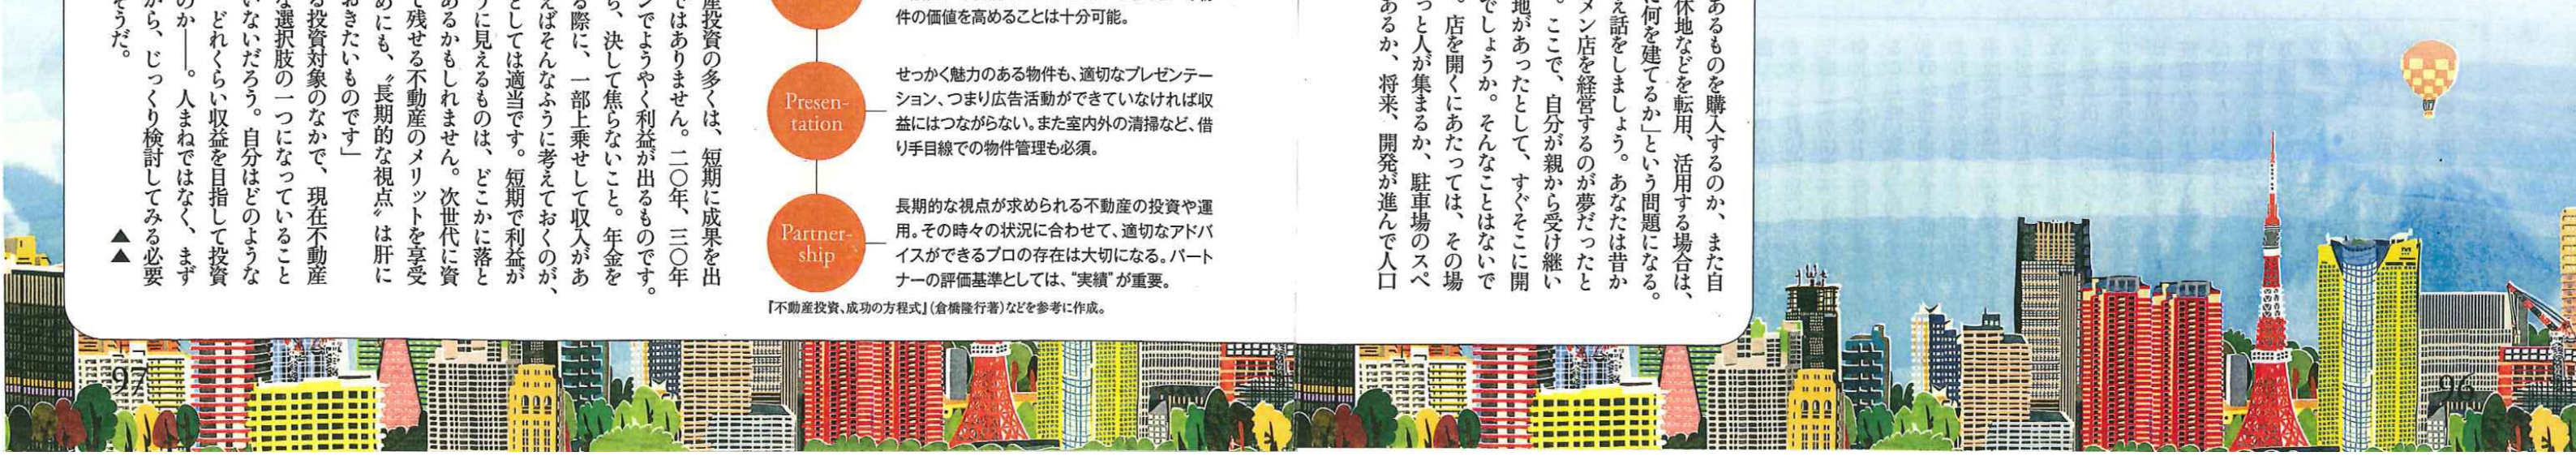 あるものを購入するのか、また自
休地などを転用、活用する場合は、
に何を建てるか」という問題になる。
え話をしましょう。あなたは昔か
メン店を経営するのが夢だったと
。ここで、自分が親から受け継い
地があったとして、すぐそこに開
でしょうか。そんなことはないで
。店を開くにあたっては、その場
っと人が集まるか、駐車場のスペ
あるか、将来、開発が進んで人口
件の価値を高めることは十分可能。
Presen-
tation
せっかく魅力のある物件も、適切なプレゼンテー
ション、つまり広告活動ができていなければ収
益にはつながらない。また室内外の清掃など、借
り手目線での物件管理も必須。
Partner-
ship
長期的な視点が求められる不動産の投資や運
用。その時々の状況に合わせて、適切なアドバ
イスができるプロの存在は大切になる。パート
ナーの評価基準としては、“実績”が重要。
『不動産投資、成功の方程式』(倉橋隆行著)などを参考に作成。
産投資の多くは、短期に成果を出
ではありません。二〇年、三〇年
ンでようやく利益が出るものです。
ら、決して焦らないこと。年金を
る際に、一部上乗せして収入があ
えばそんなふうに考えておくのが、
としては適当です。短期で利益が
うに見えるものは、どこかに落と
あるかもしれません。次世代に資
で残せる不動産のメリットを享受
めにも、〝長期的な視点〟は肝に
おきたいものです」
る投資対象のなかで、現在不動産
な選択肢の一つになっていること
いないだろう。自分はどのような
どれくらい収益を目指して投資
のか――。人まねではなく、まず
から、じっくり検討してみる必要
そうだ。
▲▲
97
96